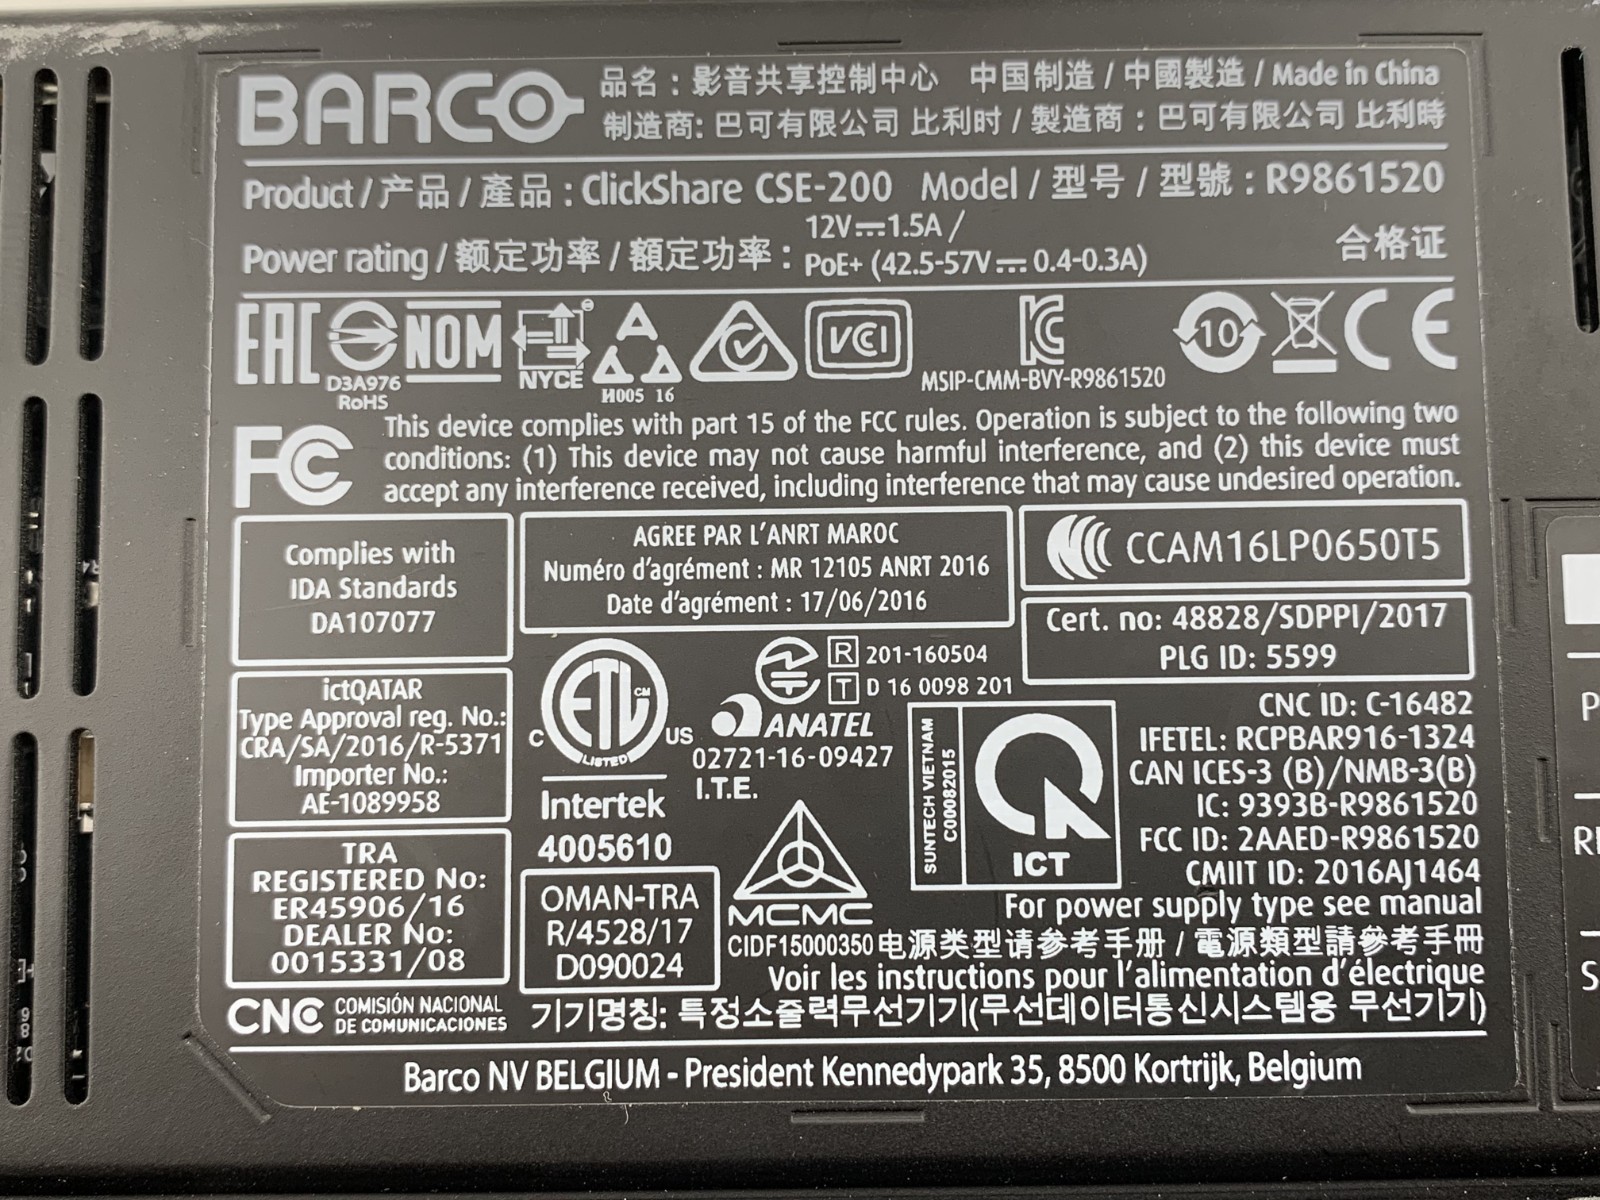 BARCO
品名：影音共享控制中心 中国制造 / 中國製造 / Made in China
制造商: 巴可有限公司 比利时 / 製造商：巴可有限公司 比利時
Product / 产品 / 產品 : ClickShare CSE-200 Model / 型号 / 型號 : R9861520
Power rating / 额定功率 / 額定功率 : 12V⎓1.5A /
PoE+ (42.5-57V⎓ 0.4-0.3A)
合格证
EAC
D3A976
RoHS
NOM
NYCE
H005 16
VCI
MSIP-CMM-BVY-R9861520
10
CE
FC
This device complies with part 15 of the FCC rules. Operation is subject to the following two
conditions: (1) This device may not cause harmful interference, and (2) this device must
accept any interference received, including interference that may cause undesired operation.
Complies with
IDA Standards
DA107077
AGREE PAR L'ANRT MAROC
Numéro d'agrément : MR 12105 ANRT 2016
Date d'agrément : 17/06/2016
CCAM16LP0650T5
Cert. no: 48828/SDPPI/2017
PLG ID: 5599
ictQATAR
Type Approval reg. No.:
CRA/SA/2016/R-5371
Importer No.:
AE-1089958
ETL CM
LISTED
C US
Intertek
4005610
R 201-160504
T D 16 0098 201
ANATEL
02721-16-09427
I.T.E.
SUNTECH VIETNAM
C00082015
ICT
CNC ID: C-16482
IFETEL: RCPBAR916-1324
CAN ICES-3 (B)/NMB-3(B)
IC: 9393B-R9861520
FCC ID: 2AAED-R9861520
CMIIT ID: 2016AJ1464
TRA
REGISTERED No:
ER45906/16
DEALER No:
0015331/08
OMAN-TRA
R/4528/17
D090024
MCMC
CIDF15000350
For power supply type see manual
电源类型请参考手册 / 電源類型請參考手冊
Voir les instructions pour l'alimentation d'électrique
CNC COMISIÓN NACIONAL
DE COMUNICACIONES
기기명칭: 특정소출력무선기기(무선데이터통신시스템용 무선기기)
Barco NV BELGIUM - President Kennedypark 35, 8500 Kortrijk, Belgium